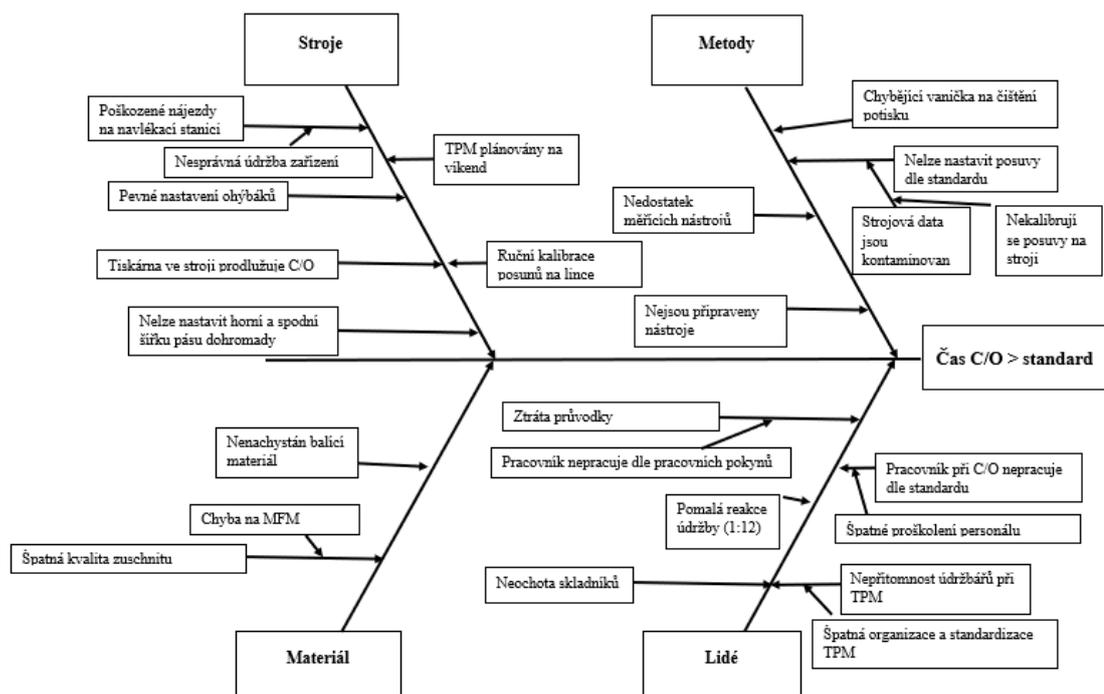 Stroje
Metody
Poškozené nájezdy
na navlékací stanici
Nesprávná údržba zařízení
TPM plánovány na
víkend
Pevné nastavení ohýbáků
Tiskárna ve stroji prodlužuje C/O
Ruční kalibrace
posunů na lince
Nelze nastavit horní a spodní
šířku pásu dohromady
Chybějící vanička na čištění
potisku
Nelze nastavit posuvy
dle standardu
Nedostatek
měřicích nástrojů
Strojová data
jsou
kontaminovan
Nekalibrují
se posuvy na
stroji
Nejsou připraveny
nástroje
Čas C/O > standard
Nenachystán balící
materiál
Chyba na MFM
Špatná kvalita zuschnitu
Ztráta průvodky
Pracovník nepracuje dle pracovních pokynů
Pracovník při C/O nepracuje
dle standardu
Pomalá reakce
údržby (1:12)
Špatné proškolení personálu
Neochota skladníků
Nepřítomnost údržbářů při
TPM
Špatná organizace a standardizace
TPM
Materiál
Lidé